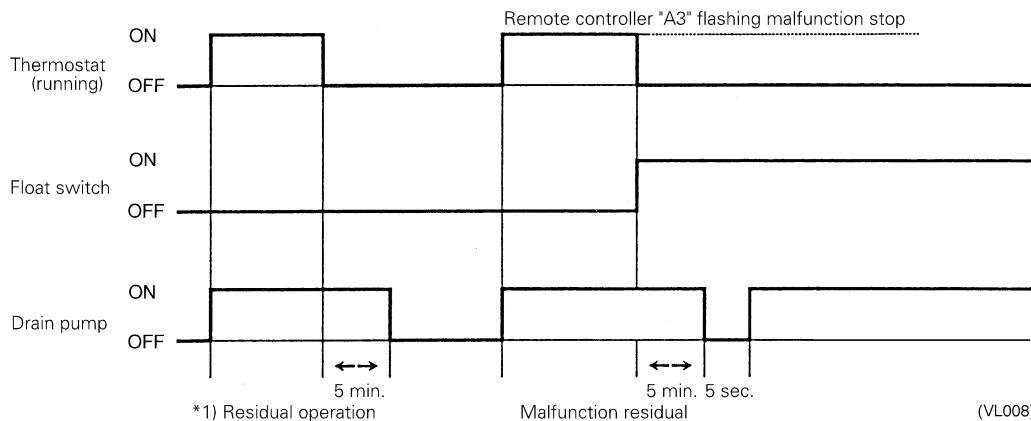 Remote controller "A3" flashing malfunction stop
ON
Thermostat
(running)
OFF
ON
Float switch
OFF
ON
Drain pump
OFF
5 min.
5 min. 5 sec.
*1) Residual operation
Malfunction residual
(VL008)